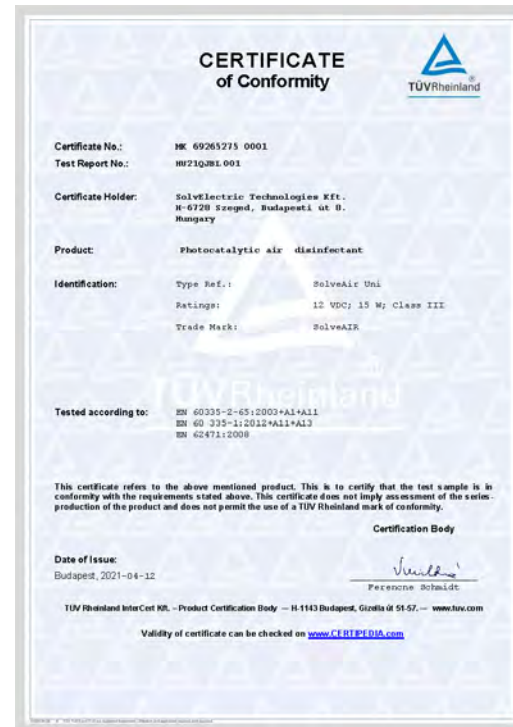 CERTIFICATE
of Conformity
TÜVRheinland®
Certificate No.: HK 69265275 0001
Test Report No.: HU21QJBL 001
Certificate Holder: SolvElectric Technologies Kft.
H-6728 Szeged, Budapesti út 8.
Hungary
Product: Photocatalytic air disinfectant
Identification: Type Ref.: SolveAir Uni
Ratings: 12 VDC; 15 W; Class III
Trade Mark: SolveAIR
TÜVRheinland
Tested according to: EN 60335-2-65:2003+A1+A11
EN 60 335-1:2012+A11+A13
EN 62471:2008
This certificate refers to the above mentioned product. This is to certify that the test sample is in
conformity with the requirements stated above. This certificate does not imply assessment of the series-
production of the product and does not permit the use of a TÜV Rheinland mark of conformity.
Certification Body
Date of Issue:
Budapest, 2021-04-12
Ferencne Schmidt
TÜV Rheinland InterCert Kft. – Product Certification Body — H-1143 Budapest, Gizella út 51-57. — www.tuv.com
Validity of certificate can be checked on www.CERTIPEDIA.com